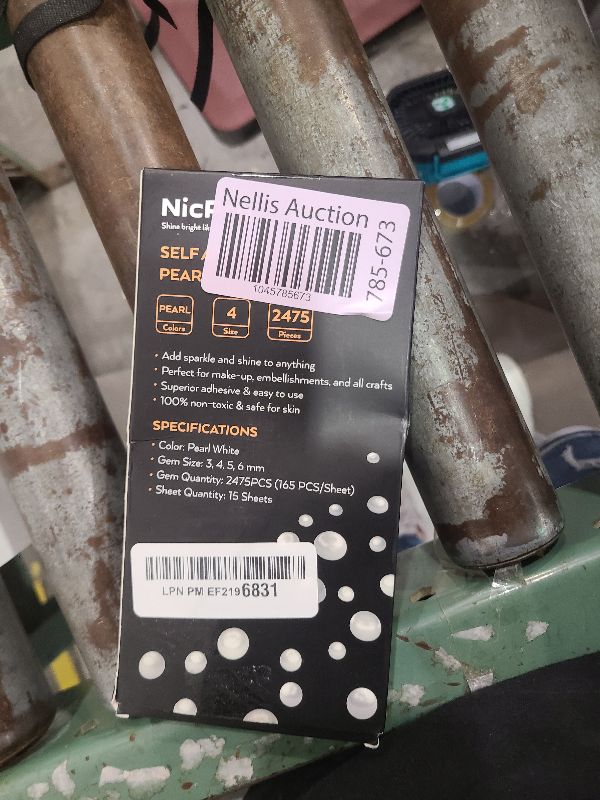 NicP
Shine bright lik
Nellis Auction
785-673
1045785673
SELF A
PEAR
PEARL
Colors
4
Size
2475
Pieces
• Add sparkle and shine to anything
• Perfect for make-up, embellishments, and all crafts
• Superior adhesive & easy to use
• 100% non-toxic & safe for skin
SPECIFICATIONS
• Color: Pearl White
• Gem Size: 3, 4, 5, 6 mm
• Gem Quantity: 2475PCS (165 PCS/Sheet)
• Sheet Quantity: 15 Sheets
LPN PM EF2196831